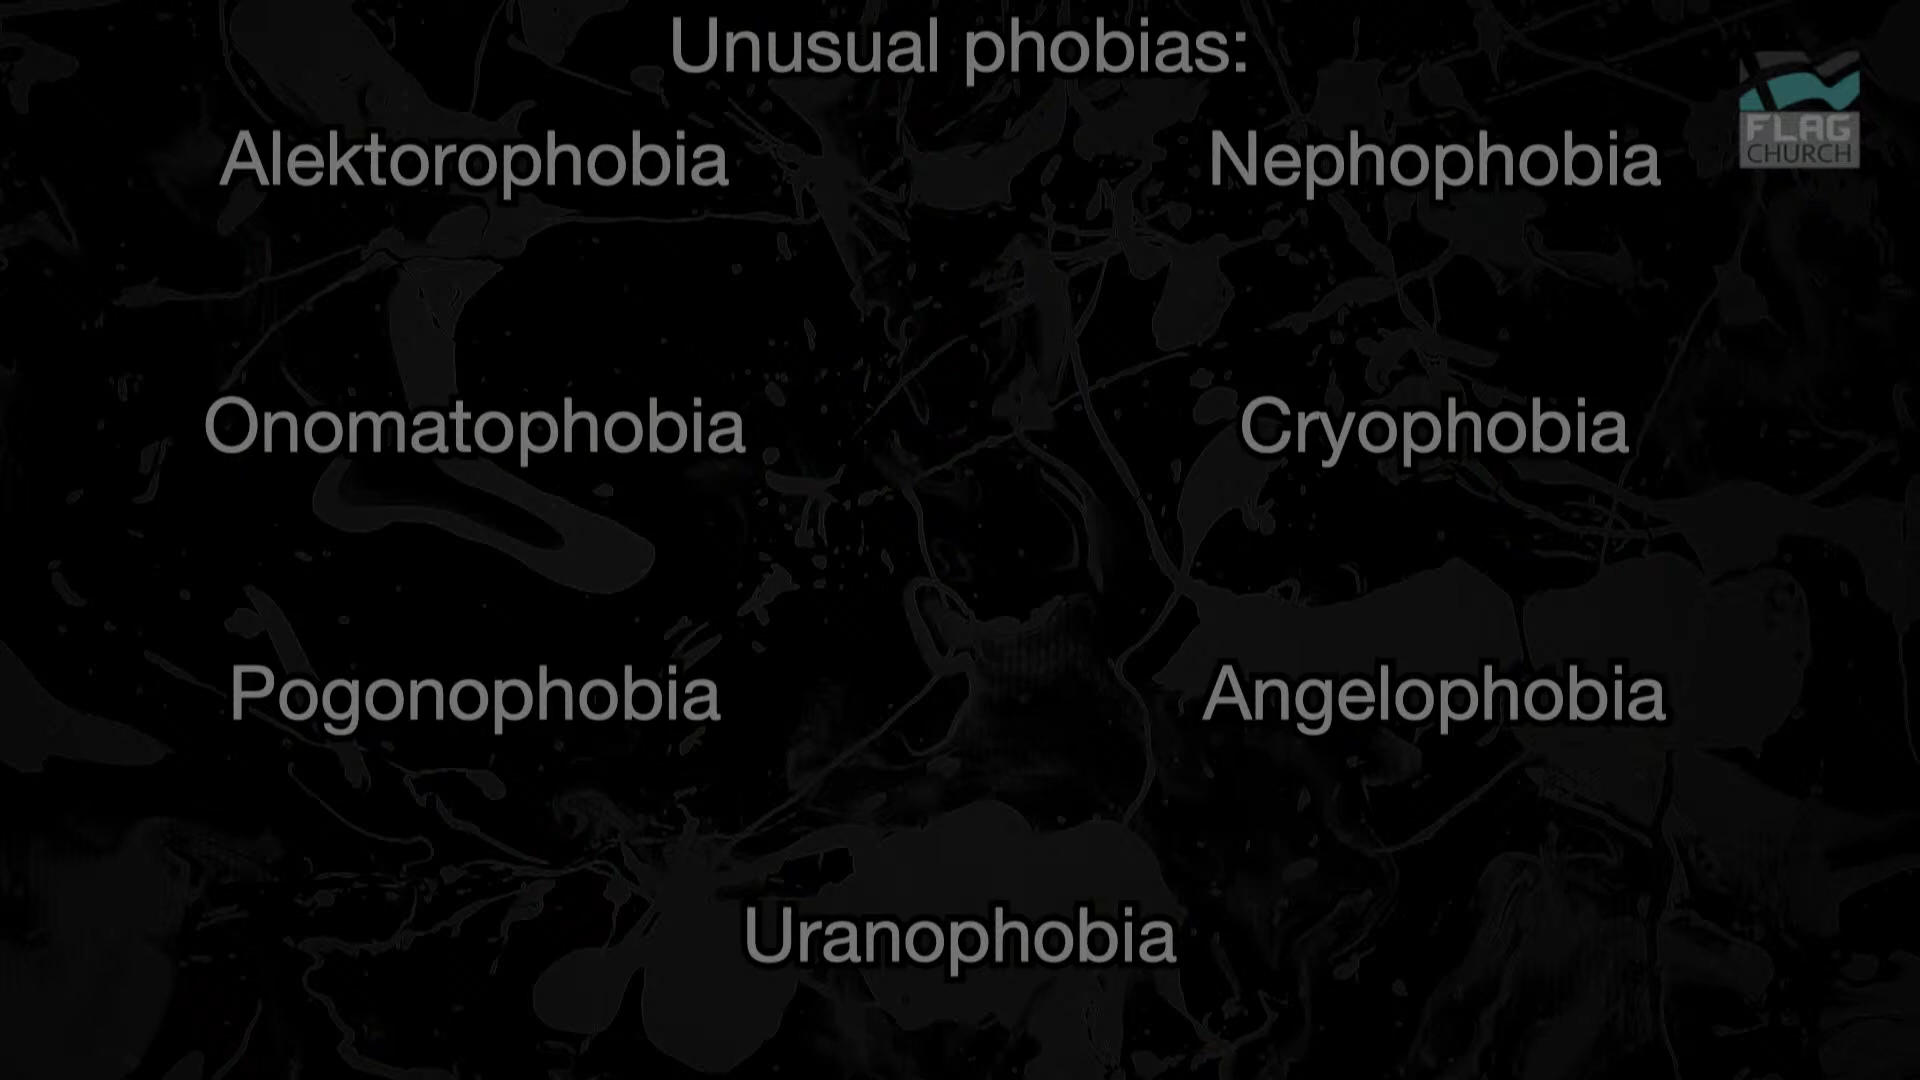 Unusual phobias:
FLAG
CHURCH
Alektorophobia
Nephophobia
Onomatophobia
Cryophobia
Pogonophobia
Angelophobia
Uranophobia